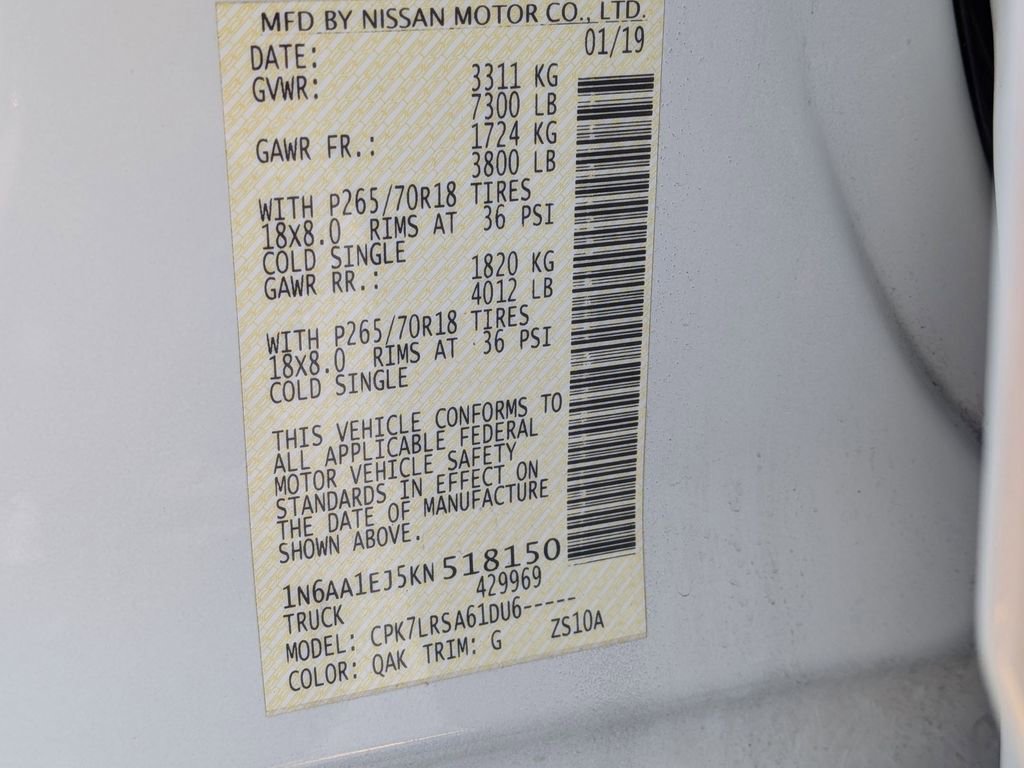 MFD BY NISSAN MOTOR CO., LTD.
DATE: 01/19
GVWR: 3311 KG
7300 LB
GAWR FR.: 1724 KG
3800 LB
WITH P265/70R18 TIRES
18X8.0 RIMS AT 36 PSI
COLD SINGLE
GAWR RR.: 1820 KG
4012 LB
WITH P265/70R18 TIRES
18X8.0 RIMS AT 36 PSI
COLD SINGLE
THIS VEHICLE CONFORMS TO
ALL APPLICABLE FEDERAL
MOTOR VEHICLE SAFETY
STANDARDS IN EFFECT ON
THE DATE OF MANUFACTURE
SHOWN ABOVE.
1N6AA1EJ5KN518150
TRUCK 429969
MODEL: CPK7LRSA61DU6-----
COLOR: QAK TRIM: G ZS10A